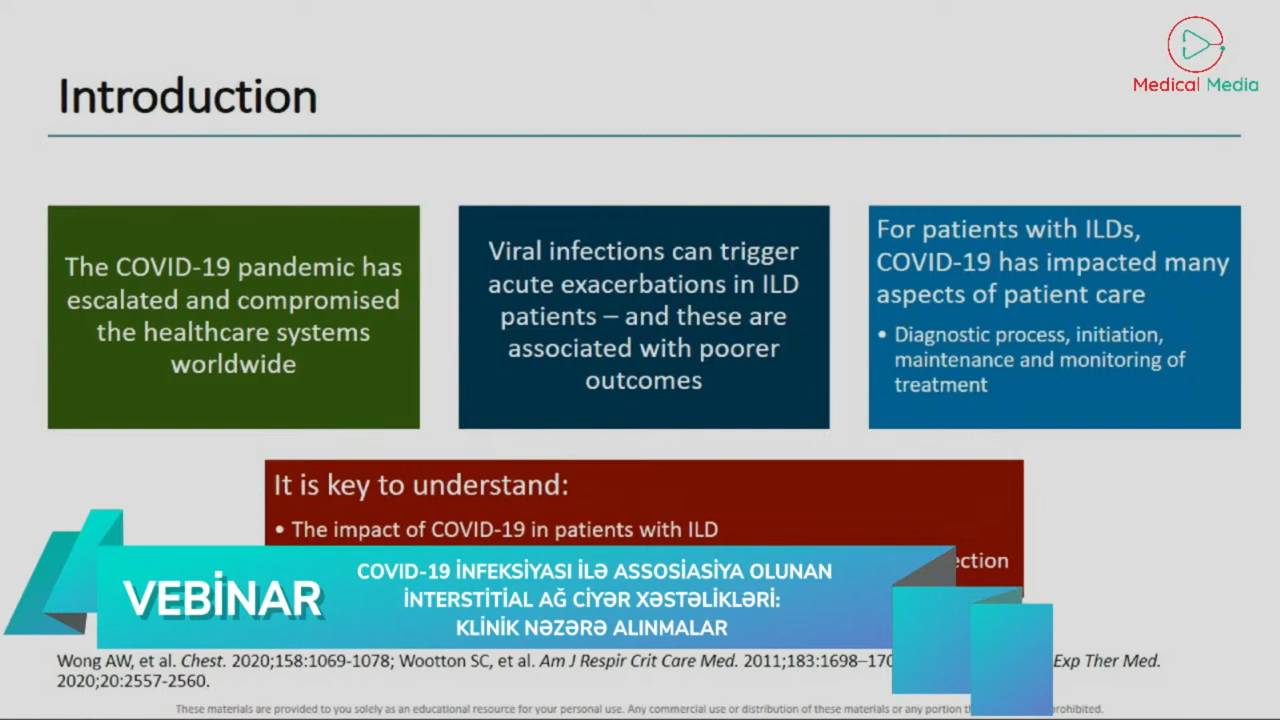 Medical Media
Introduction
The COVID-19 pandemic has
escalated and compromised
the healthcare systems
worldwide
Viral infections can trigger
acute exacerbations in ILD
patients – and these are
associated with poorer
outcomes
For patients with ILDs,
COVID-19 has impacted many
aspects of patient care
• Diagnostic process, initiation,
maintenance and monitoring of
treatment
It is key to understand:
• The impact of COVID-19 in patients with ILD
VEBİNAR
COVID-19 İNFEKSİYASI İLƏ ASSOSİASİYA OLUNAN
İNTERSTİTİAL AĞ CİYƏR XƏSTƏLİKLƏRİ:
KLİNİK NƏZƏRƏ ALINMALAR
Wong AW, et al. Chest. 2020;158:1069-1078; Wootton SC, et al. Am J Respir Crit Care Med. 2011;183:1698–170 Exp Ther Med.
2020;20:2557-2560.
These materials are provided to you solely as an educational resource for your personal use. Any commercial use or distribution of these materials or any portion prohibited.